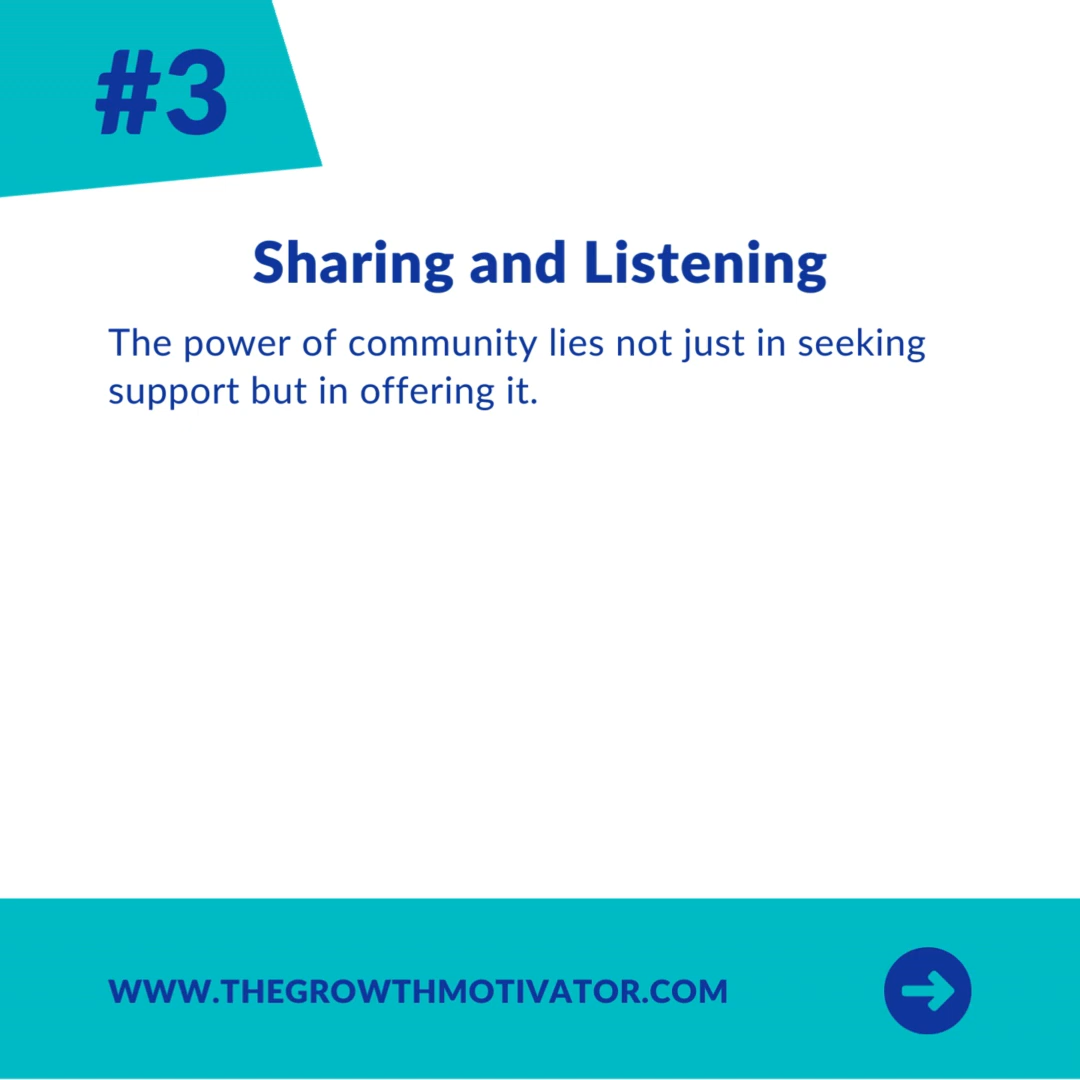 #3
Sharing and Listening
The power of community lies not just in seeking
support but in offering it.
WWW.THEGROWTHMOTIVATOR.COM